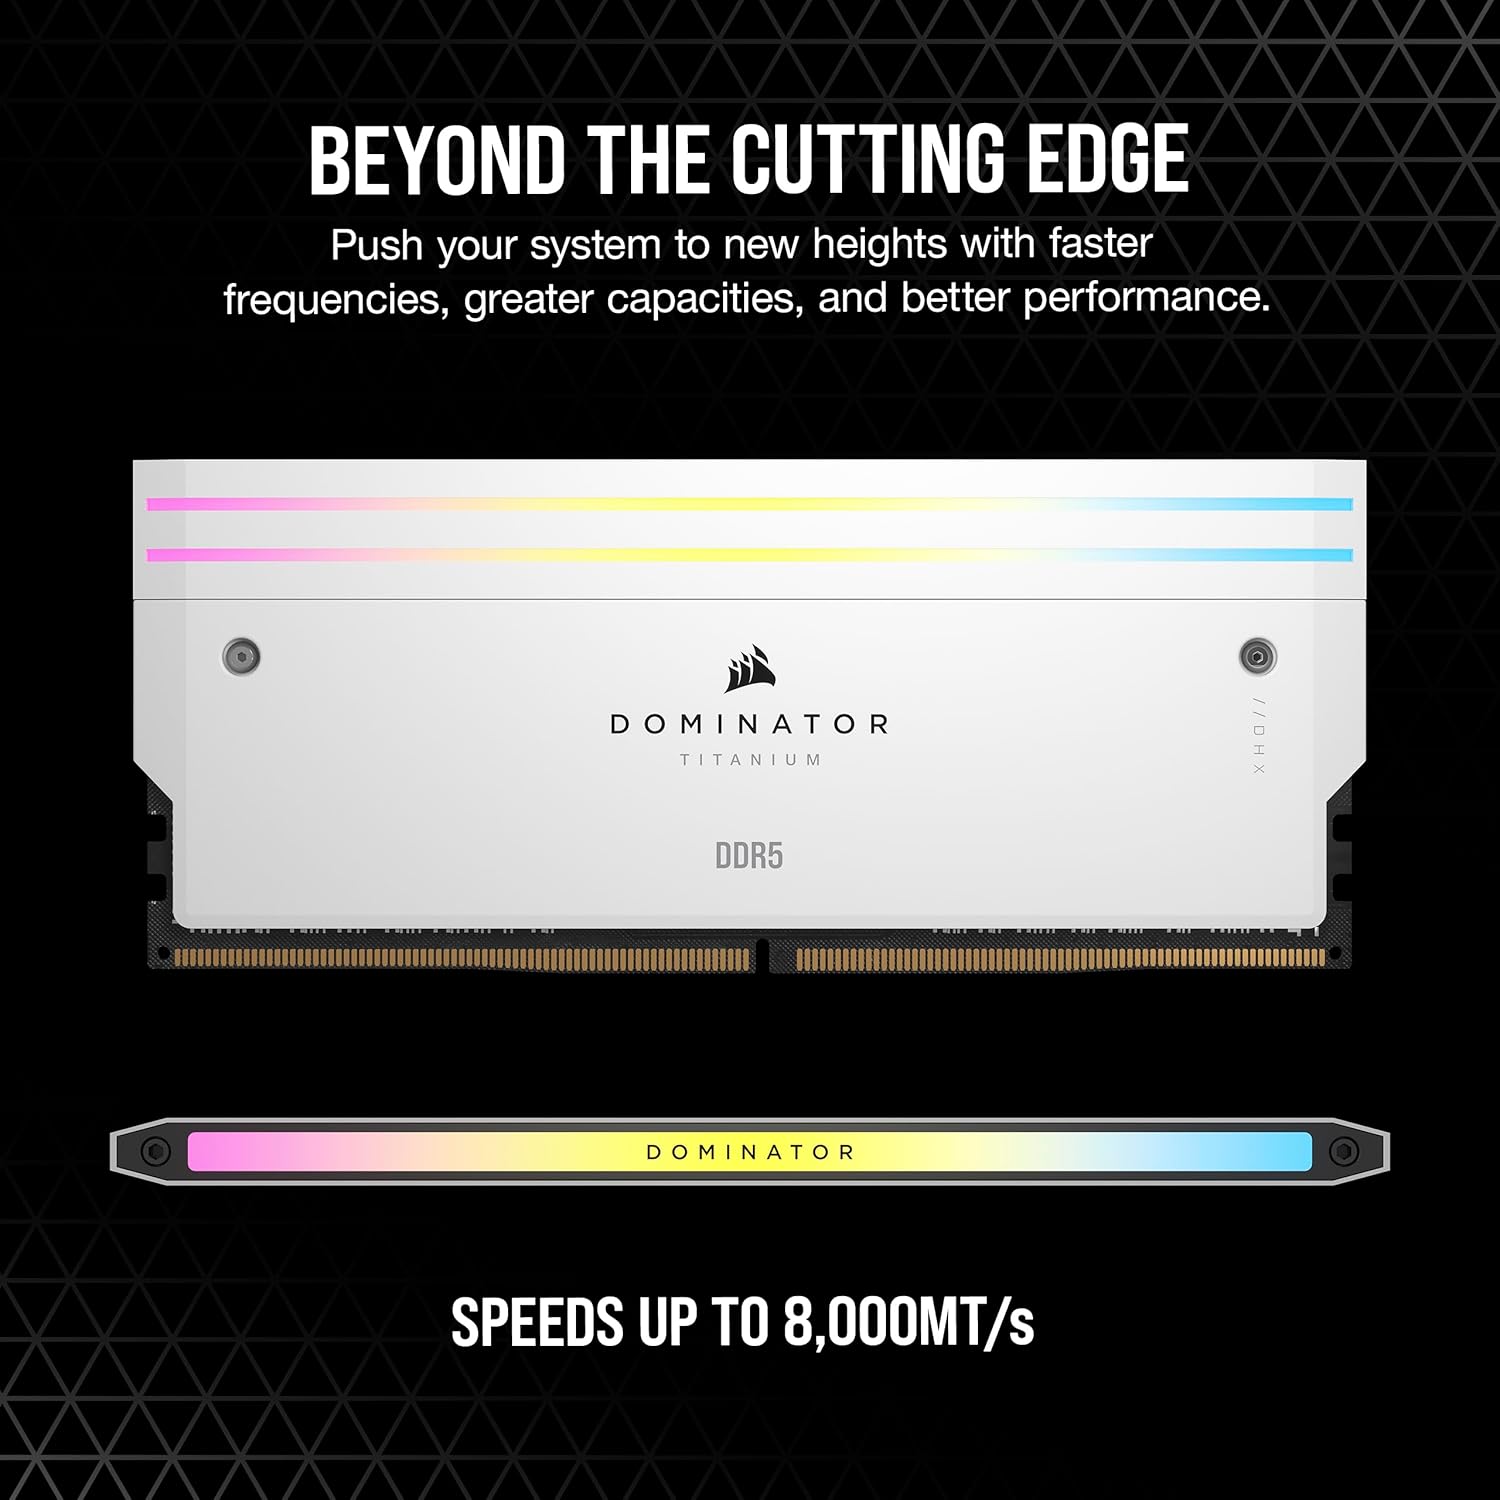 BEYOND THE CUTTING EDGE
Push your system to new heights with faster
frequencies, greater capacities, and better performance.
DOMINATOR
TITANIUM
//DHX
DDR5
DOMINATOR
SPEEDS UP TO 8,000MT/s